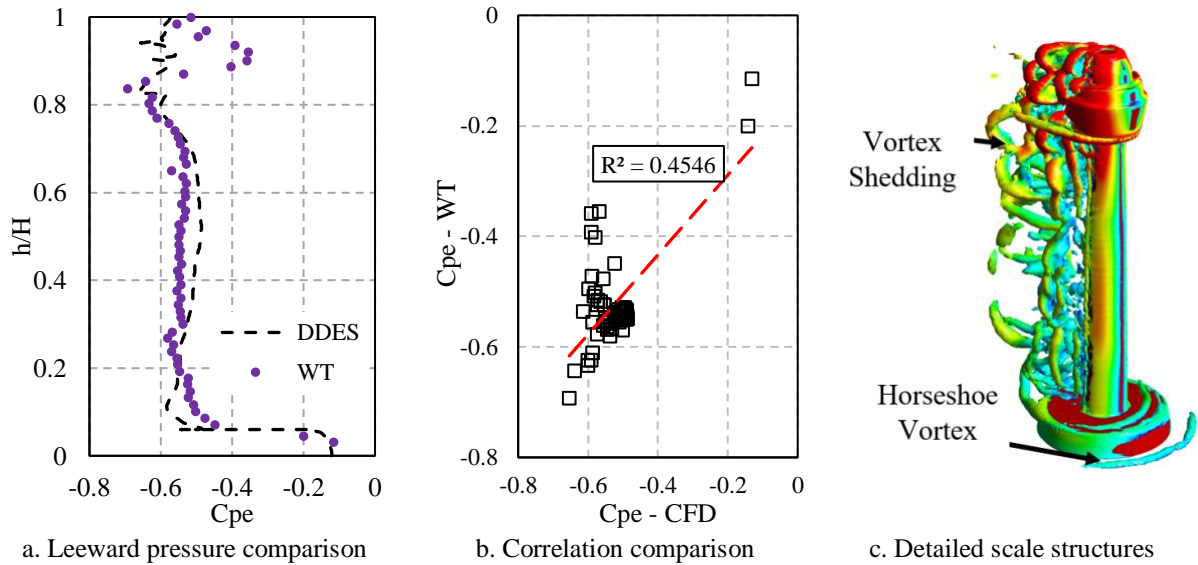 1
0.8
0.6
0.4
0.2
0
h/H
-0.8
-0.6
-0.4
-0.2
0
Cpe
DDES
WT
a. Leeward pressure comparison
0
-0.2
-0.4
-0.6
-0.8
Cpe - WT
R² = 0.4546
-0.8
-0.6
-0.4
-0.2
0
Cpe - CFD
b. Correlation comparison
Vortex
Shedding
Horseshoe
Vortex
c. Detailed scale structures